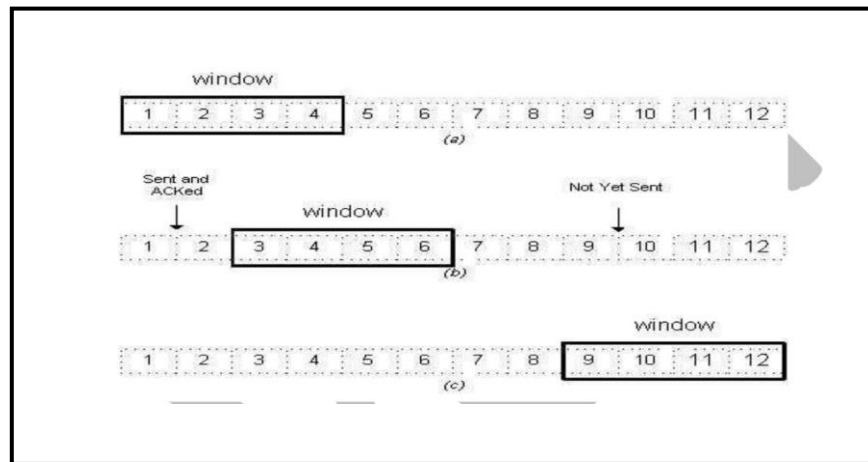 window
1 2 3 4 5 6 7 8 9 10 11 12
(a)
Sent and
ACKed
Not Yet Sent
window
1 2 3 4 5 6 7 8 9 10 11 12
(b)
window
1 2 3 4 5 6 7 8 9 10 11 12
(c)